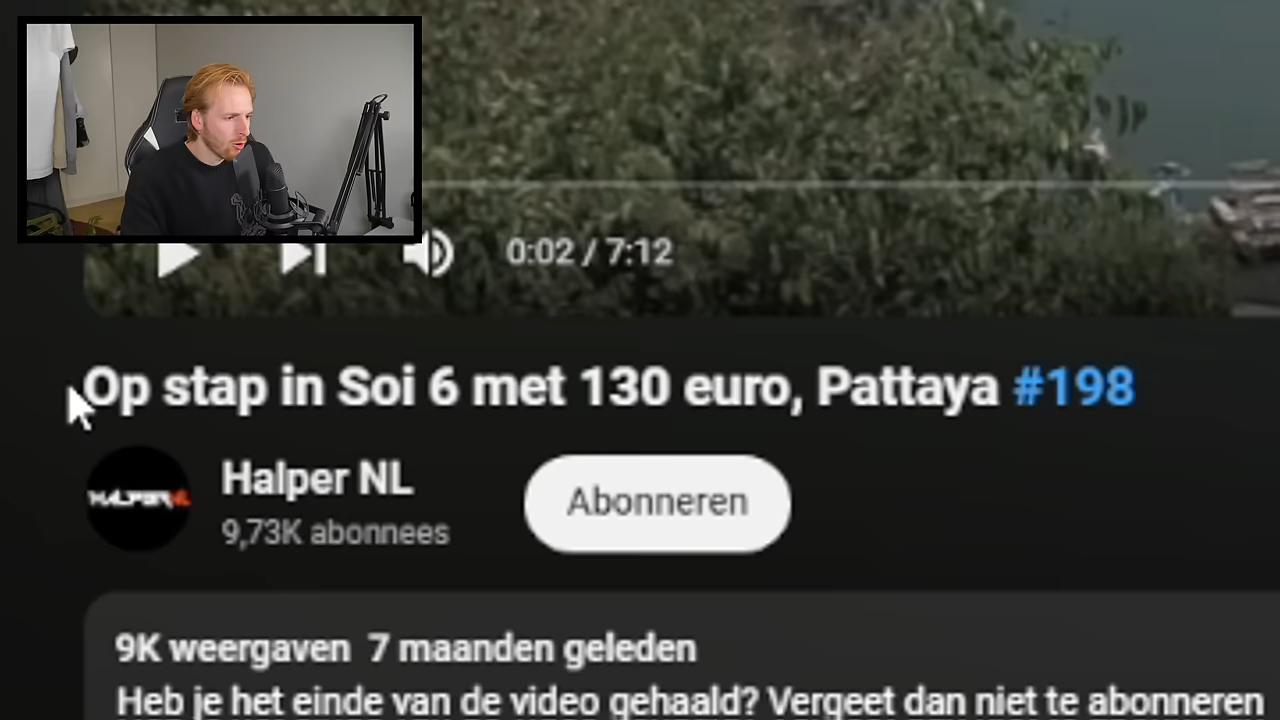 0:02 / 7:12
Op stap in Soi 6 met 130 euro, Pattaya #198
HALPERNL
Halper NL
Abonneren
9,73K abonnees
9K weergaven 7 maanden geleden
Heb je het einde van de video gehaald? Vergeet dan niet te abonneren